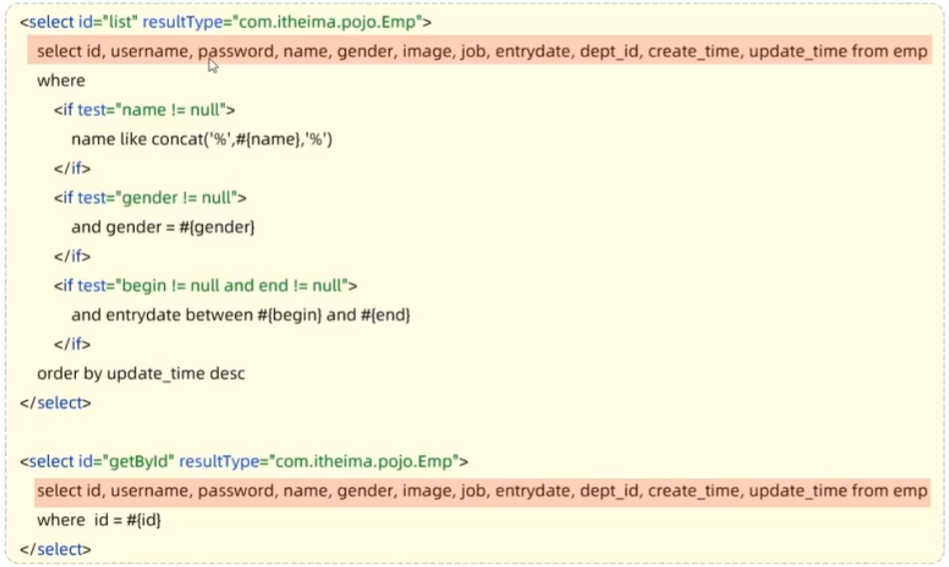 <select id="list" resultType="com.itheima.pojo.Emp">
select id, username, password, name, gender, image, job, entrydate, dept_id, create_time, update_time from emp
where
<if test="name != null">
name like concat('%',#{name},'%')
</if>
<if test="gender != null">
and gender = #{gender}
</if>
<if test="begin != null and end != null">
and entrydate between #{begin} and #{end}
</if>
order by update_time desc
</select>
<select id="getById" resultType="com.itheima.pojo.Emp">
select id, username, password, name, gender, image, job, entrydate, dept_id, create_time, update_time from emp
where  id = #{id}
</select>